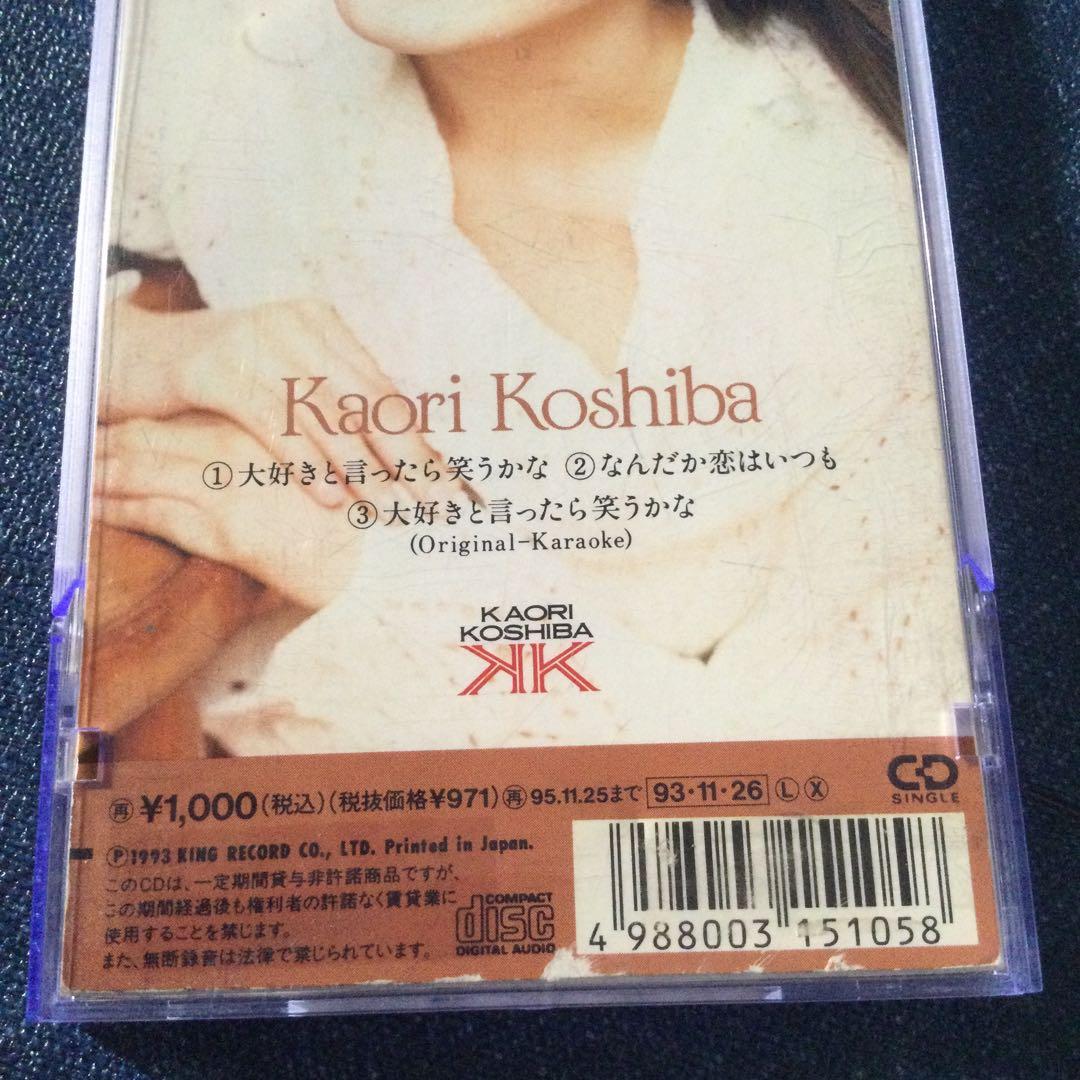 Kaori Koshiba
①大好きと言ったら笑うかな ②なんだか恋はいつも
③大好きと言ったら笑うかな
(Original-Karaoke)
KAORI
KOSHIBA
KK
CD
SINGLE
㊢¥1,000(税込)(税抜価格¥971)㊢95.11.25まで 93・11・26 Ⓛ Ⓧ
Ⓟ1993 KING RECORD CO., LTD. Printed in Japan.
このCDは、一定期間貸与非許諾商品ですが、
この期間経過後も権利者の許諾なく賃貸業に
使用することを禁じます。
また、無断録音は法律で禁じられています。
COMPACT
disc
DIGITAL AUDIO
4 988003 151058